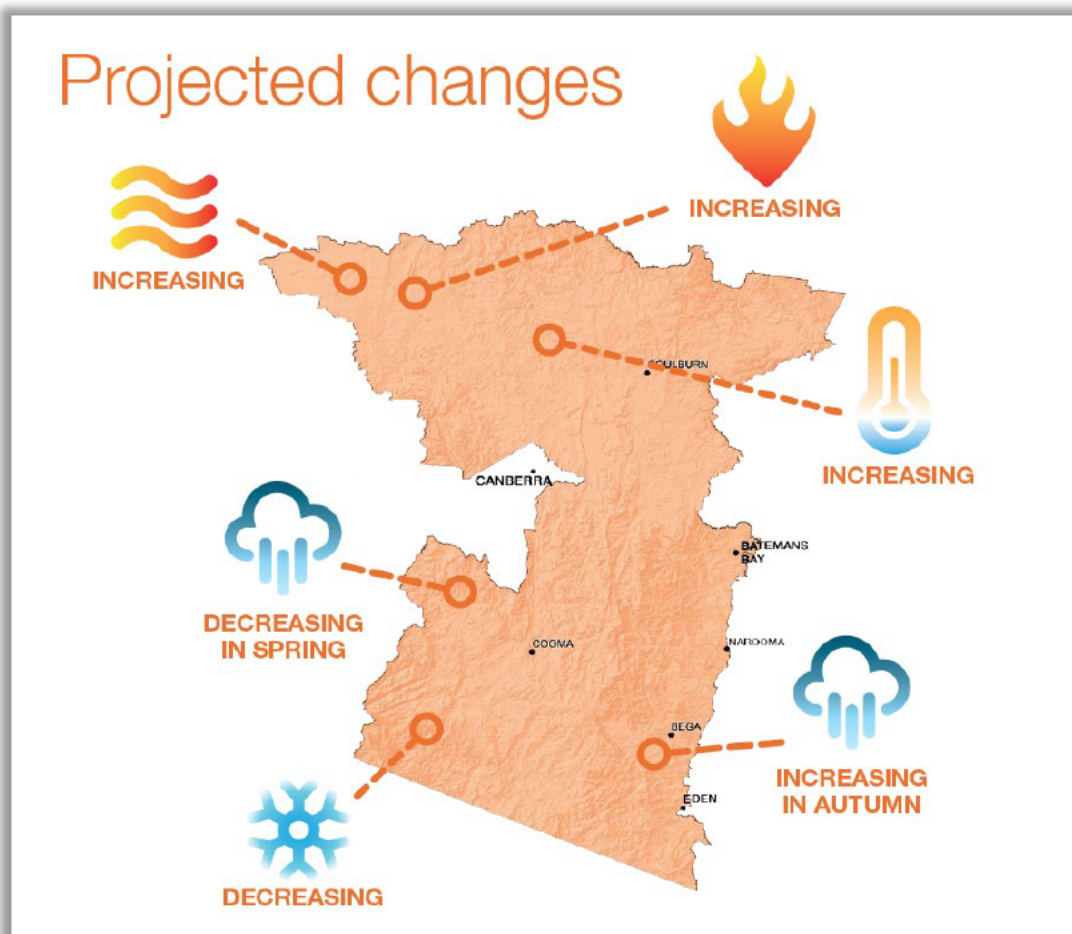 Projected changes
INCREASING
INCREASING
GOULBURN
INCREASING
CANBERRA
BATEMANS
BAY
DECREASING
IN SPRING
COOMA
NAROOMA
BEGA
INCREASING
IN AUTUMN
EDEN
DECREASING